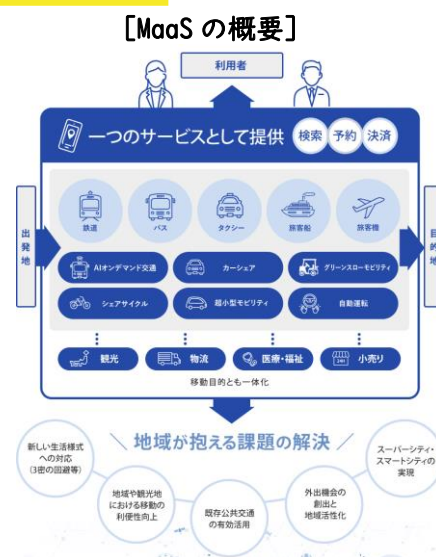 [MaaS の概要]
利用者
一つのサービスとして提供 検索 予約 決済
出発地
目的地
鉄道 バス タクシー 旅客船 旅客機
AIオンデマンド交通 カーシェア グリーンスローモビリティ
シェアサイクル 超小型モビリティ 自動運転
観光 物流 医療・福祉 小売り
移動目的とも一体化
地域が抱える課題の解決
新しい生活様式
への対応
(3密の回避等)
地域や観光地
における移動の
利便性向上
既存公共交通
の有効活用
外出機会の
創出と
地域活性化
スーパーシティ・
スマートシティの
実現